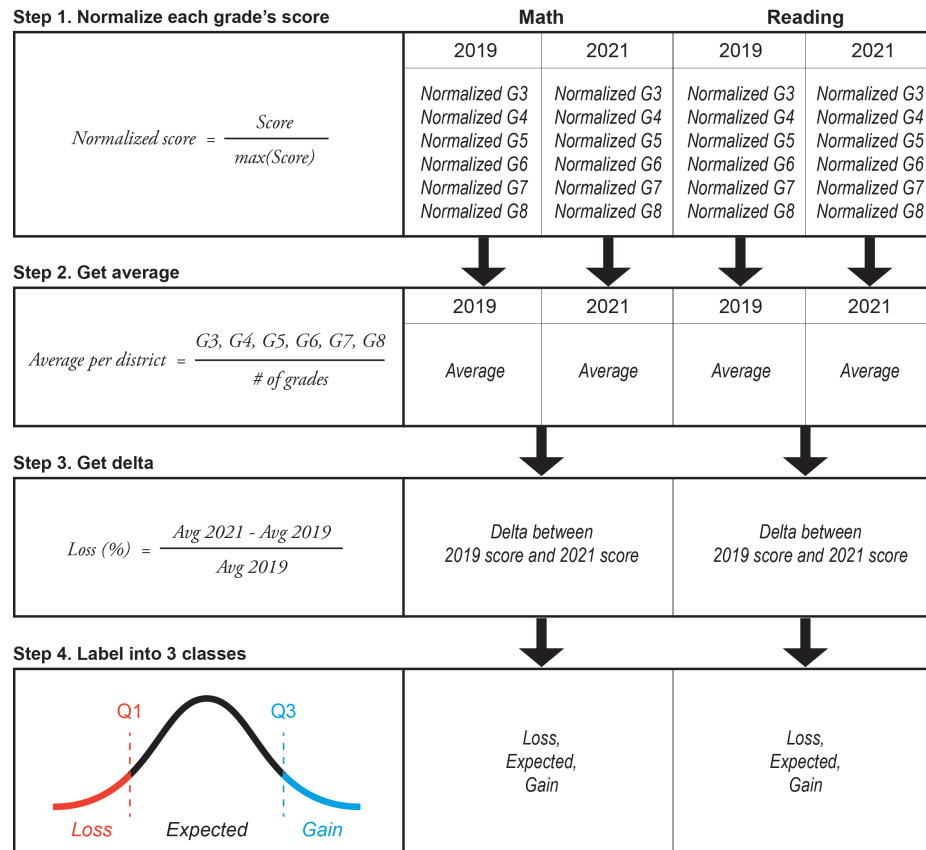 Step 1. Normalize each grade's score
Math
Reading
Normalized score = Score / max(Score)
2019
2021
2019
2021
Normalized G3
Normalized G3
Normalized G3
Normalized G3
Normalized G4
Normalized G4
Normalized G4
Normalized G4
Normalized G5
Normalized G5
Normalized G5
Normalized G5
Normalized G6
Normalized G6
Normalized G6
Normalized G6
Normalized G7
Normalized G7
Normalized G7
Normalized G7
Normalized G8
Normalized G8
Normalized G8
Normalized G8
Step 2. Get average
Average per district = G3, G4, G5, G6, G7, G8 / # of grades
2019
2021
2019
2021
Average
Average
Average
Average
Step 3. Get delta
Loss (%) = Avg 2021 - Avg 2019 / Avg 2019
Delta between
2019 score and 2021 score
Delta between
2019 score and 2021 score
Step 4. Label into 3 classes
Q1
Q3
Loss
Expected
Gain
Loss,
Expected,
Gain
Loss,
Expected,
Gain